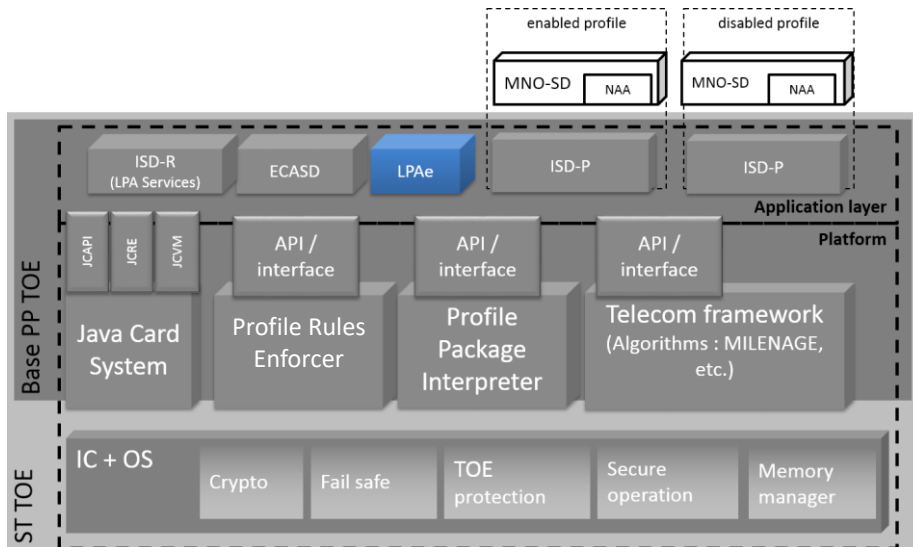 enabled profile
disabled profile
MNO-SD
NAA
MNO-SD
NAA
ISD-R
(LPA Services)
ECASD
LPAe
ISD-P
ISD-P
Application layer
Platform
JCAPI
JCRE
JCVM
API /
interface
API /
interface
API /
interface
Base PP TOE
Java Card
System
Profile Rules
Enforcer
Profile
Package
Interpreter
Telecom framework
(Algorithms : MILENAGE,
etc.)
ST TOE
IC + OS
Crypto
Fail safe
TOE
protection
Secure
operation
Memory
manager